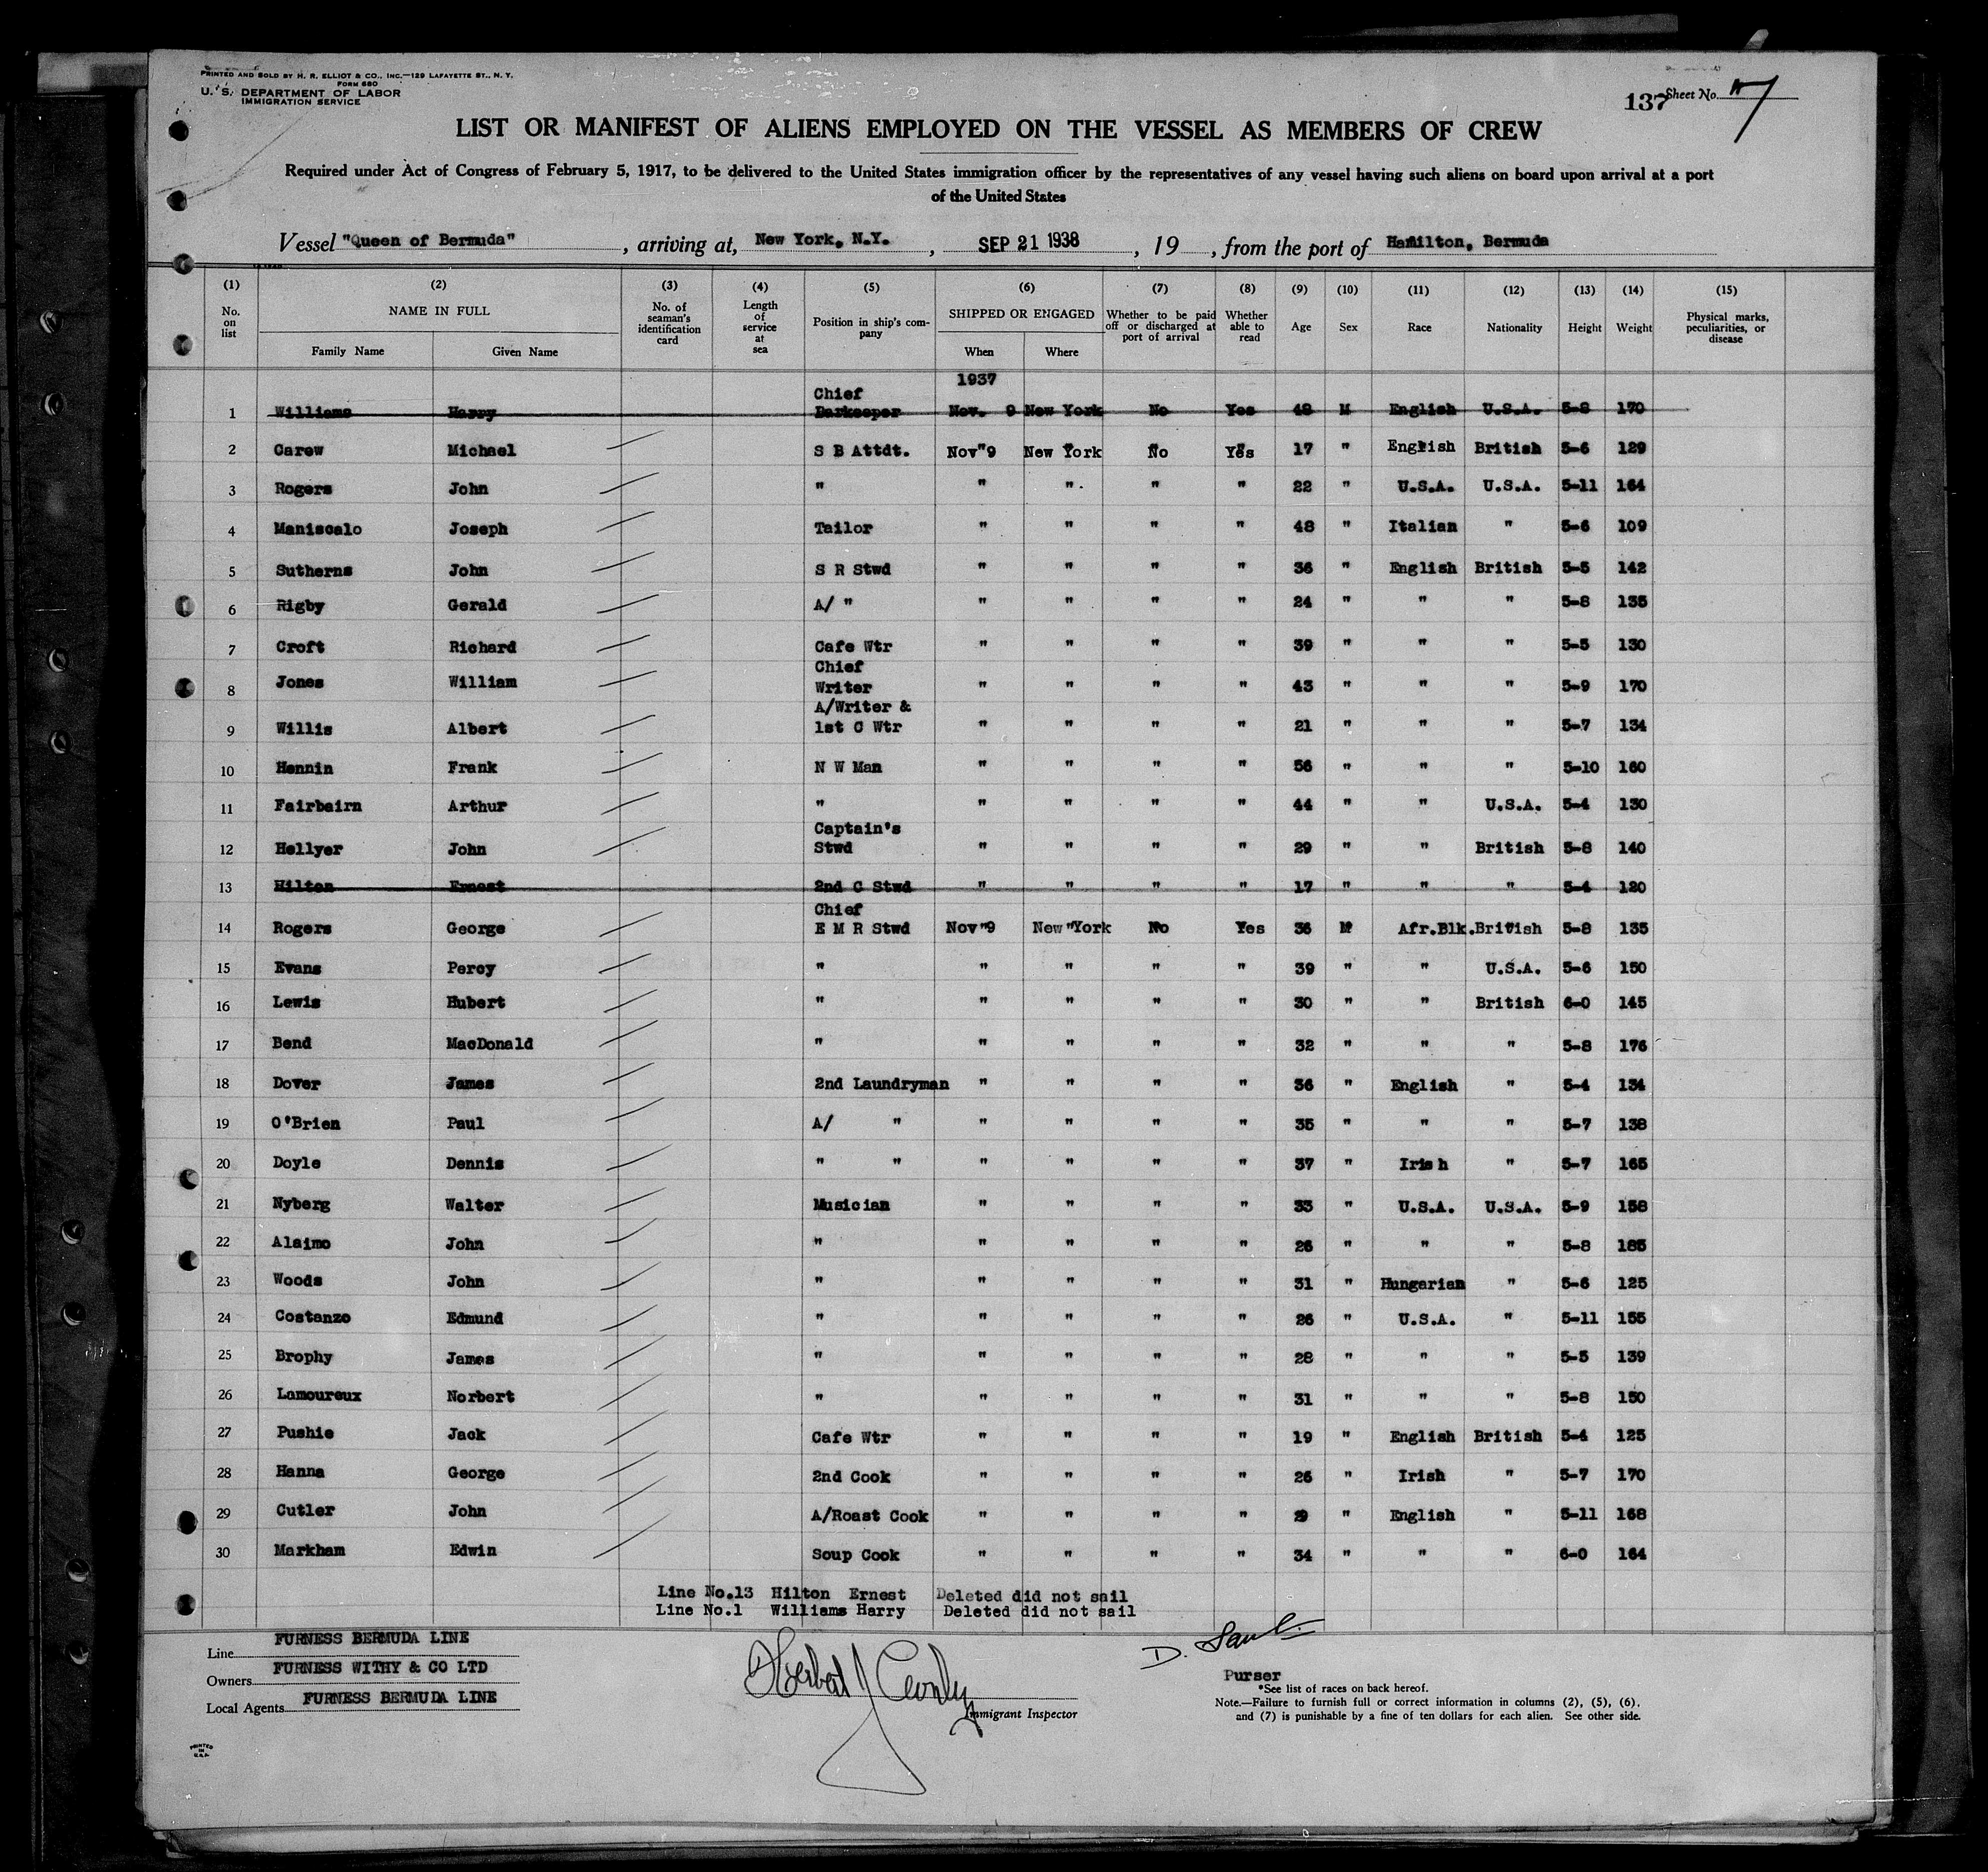 PRINTED AND SOLD BY H. R. ELLIOT & CO., INC.—129 LAFAYETTE ST., N. Y.
FORM 680
U. S. DEPARTMENT OF LABOR
IMMIGRATION SERVICE
137 Sheet No. 7
LIST OR MANIFEST OF ALIENS EMPLOYED ON THE VESSEL AS MEMBERS OF CREW
Required under Act of Congress of February 5, 1917, to be delivered to the United States immigration officer by the representatives of any vessel having such aliens on board upon arrival at a port
of the United States
Vessel "Queen of Bermuda", arriving at, New York, N.Y., SEP 21 1938, 19, from the port of Hamilton, Bermuda
(1) (2) (3) (4) (5) (6) (7) (8) (9) (10) (11) (12) (13) (14) (15)
No. on list NAME IN FULL Family Name Given Name No. of seaman's identification card Length of service at sea Position in ship's company SHIPPED OR ENGAGED When Where Whether to be paid off or discharged at port of arrival Whether able to read Age Sex Race Nationality Height Weight Physical marks, peculiarities, or disease
1937
1 Williams Harry Chief Barkeeper Nov. 9 New York No Yes 48 M English U.S.A. 5-8 170
2 Carew Michael S B Attdt. Nov 9 New York No Yes 17 " English British 5-6 129
3 Rogers John " " " " " 22 " U.S.A. U.S.A. 5-11 164
4 Maniscalo Joseph Tailor " " " " 48 " Italian " 5-6 109
5 Sutherns John S R Stwd " " " " 36 " English British 5-5 142
6 Rigby Gerald A/ " " " " " 24 " " " 5-8 135
7 Croft Richard Cafe Wtr " " " " 39 " " " 5-5 130
8 Jones William Chief Writer " " " " 43 " " " 5-9 170
9 Willis Albert A/Writer & 1st C Wtr " " " " 21 " " " 5-7 134
10 Hennin Frank N W Man " " " " 56 " " " 5-10 160
11 Fairbairn Arthur " " " " " 44 " " U.S.A. 5-4 130
12 Hellyer John Captain's Stwd " " " " 29 " " British 5-8 140
13 Hilton Ernest 2nd C Stwd " " " " 17 " " " 5-4 120
14 Rogers George Chief E M R Stwd Nov 9 New York No Yes 36 M Afr.Blk. British 5-8 135
15 Evans Percy " " " " " 39 " " U.S.A. 5-6 150
16 Lewis Hubert " " " " " 30 " " British 6-0 145
17 Bend MacDonald " " " " " 32 " " " 5-8 176
18 Dover James 2nd Laundryman " " " " 36 " English " 5-4 134
19 O'Brien Paul A/ " " " " " 35 " " " 5-7 138
20 Doyle Dennis " " " " " " 37 " Irish " 5-7 165
21 Nyberg Walter Musician " " " " 33 " U.S.A. U.S.A. 5-9 158
22 Alaimo John " " " " " 26 " " " 5-8 185
23 Woods John " " " " " 31 " Hungarian " 5-6 125
24 Costanzo Edmund " " " " " 26 " U.S.A. " 5-11 155
25 Brophy James " " " " " 28 " " " 5-5 139
26 Lamoureux Norbert " " " " " 31 " " " 5-8 150
27 Pushie Jack Cafe Wtr " " " " 19 " English British 5-4 125
28 Hanna George 2nd Cook " " " " 26 " Irish " 5-7 170
29 Cutler John A/Roast Cook " " " " " English " 5-11 168
30 Markham Edwin Soup Cook " " " " 34 " " " 6-0 164
Line No.13 Hilton Ernest Deleted did not sail
Line No.1 Williams Harry Deleted did not sail
Line FURNESS BERMUDA LINE
Owners FURNESS WITHY & CO LTD
Local Agents FURNESS BERMUDA LINE
Immigrant Inspector
D.
Purser
*See list of races on back hereof.
Note.—Failure to furnish full or correct information in columns (2), (5), (6),
and (7) is punishable by a fine of ten dollars for each alien. See other side.
PRINTED IN U.S.A.